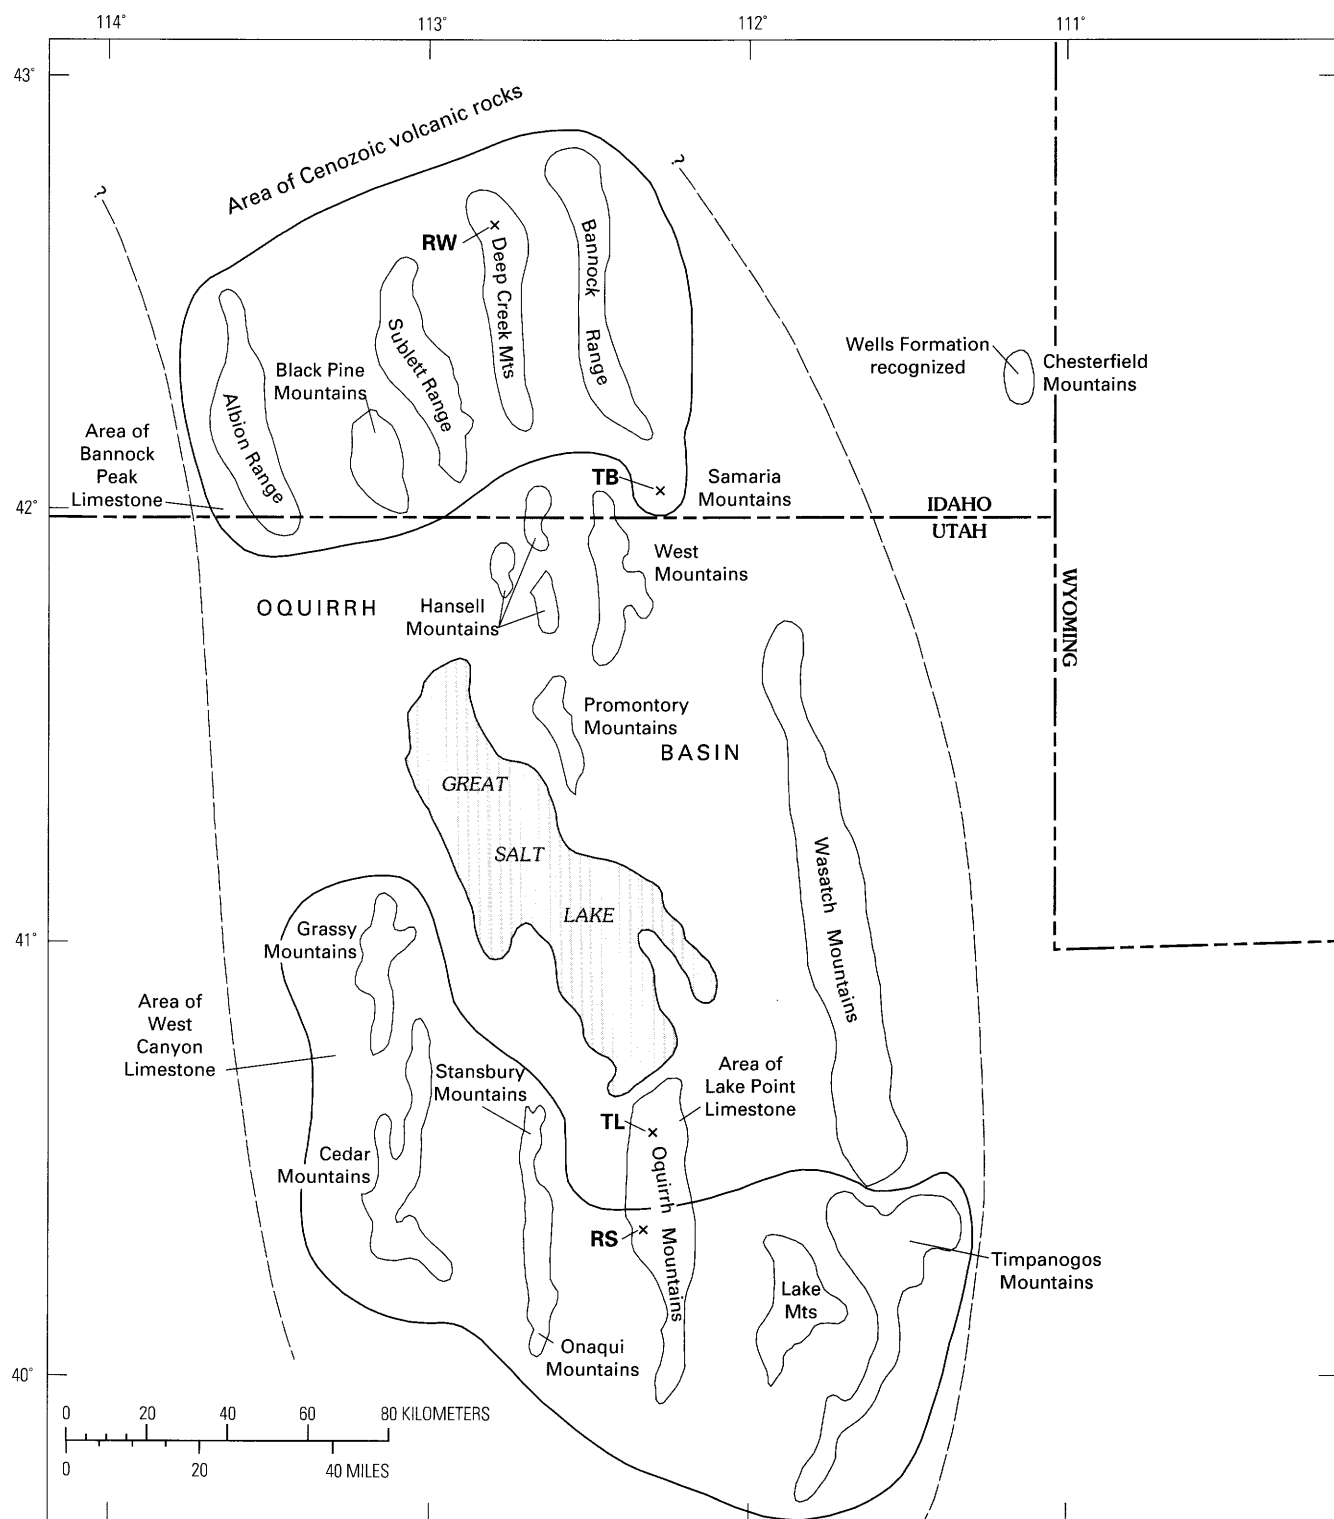 114° 113° 112° 111°
43°
Area of Cenozoic volcanic rocks
?
?
RW
Deep Creek Mts
Bannock Range
Sublett Range
Albion Range
Black Pine
Mountains
Wells Formation
recognized
Chesterfield
Mountains
Area of
Bannock
Peak
Limestone
TB
Samaria
Mountains
42°
IDAHO
UTAH
WYOMING
West
Mountains
OQUIRRH
Hansell
Mountains
Promontory
Mountains
BASIN
GREAT
SALT
LAKE
Wasatch Mountains
41°
Grassy
Mountains
Area of
West
Canyon
Limestone
Stansbury
Mountains
Area of
Lake Point
Limestone
TL
Oquirrh Mountains
Cedar
Mountains
RS
Timpanogos
Mountains
Lake
Mts
Onaqui
Mountains
40°
0 20 40 60 80 KILOMETERS
0 20 40 MILES